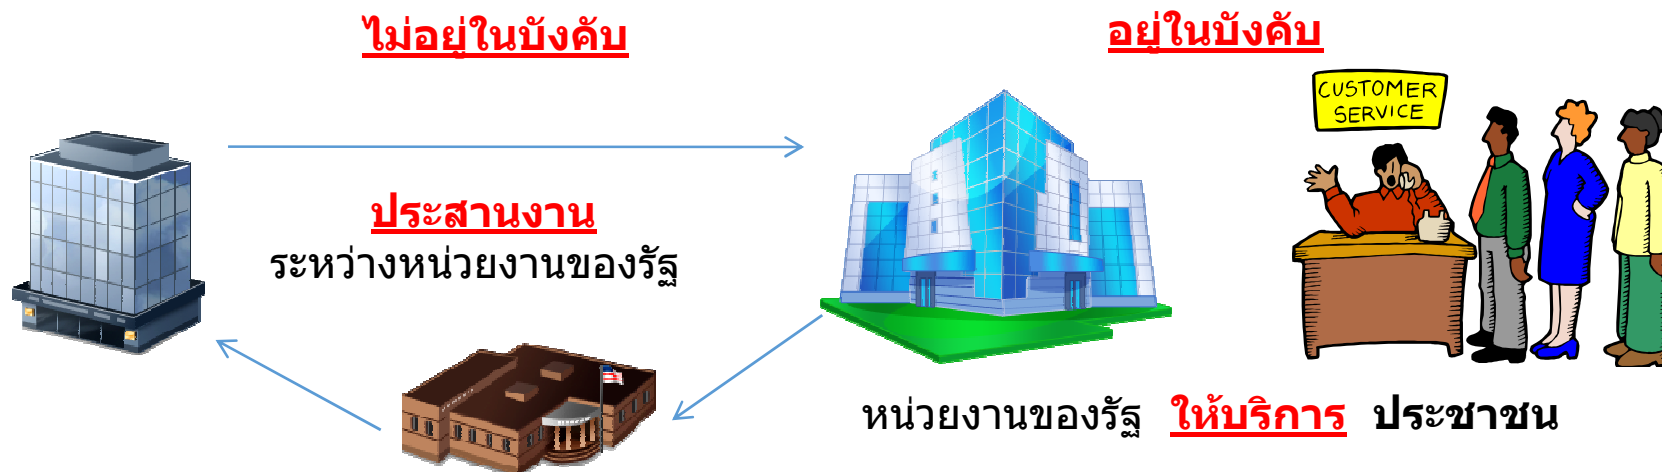 ไม่อยู่ในบังคับ
อยู่ในบังคับ
CUSTOMER
SERVICE
ประสานงาน
ระหว่างหน่วยงานของรัฐ
หน่วยงานของรัฐ ให้บริการ ประชาชน